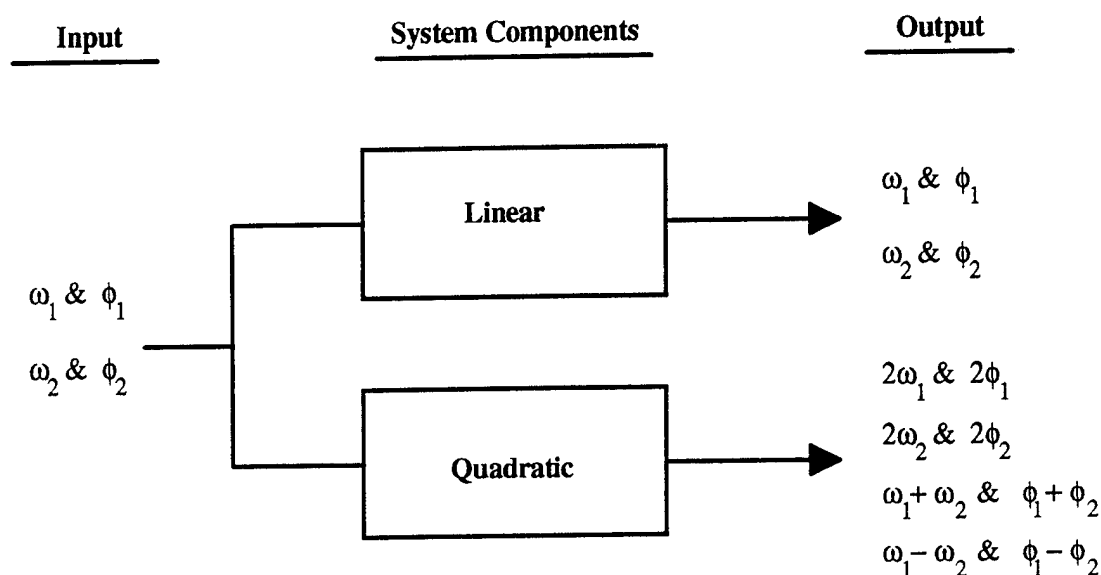 Input
System Components
Output
Linear
ω₁ & ϕ₁
ω₂ & ϕ₂
ω₁ & ϕ₁
ω₂ & ϕ₂
Quadratic
2ω₁ & 2ϕ₁
2ω₂ & 2ϕ₂
ω₁+ ω₂ & ϕ₁+ ϕ₂
ω₁− ω₂ & ϕ₁− ϕ₂